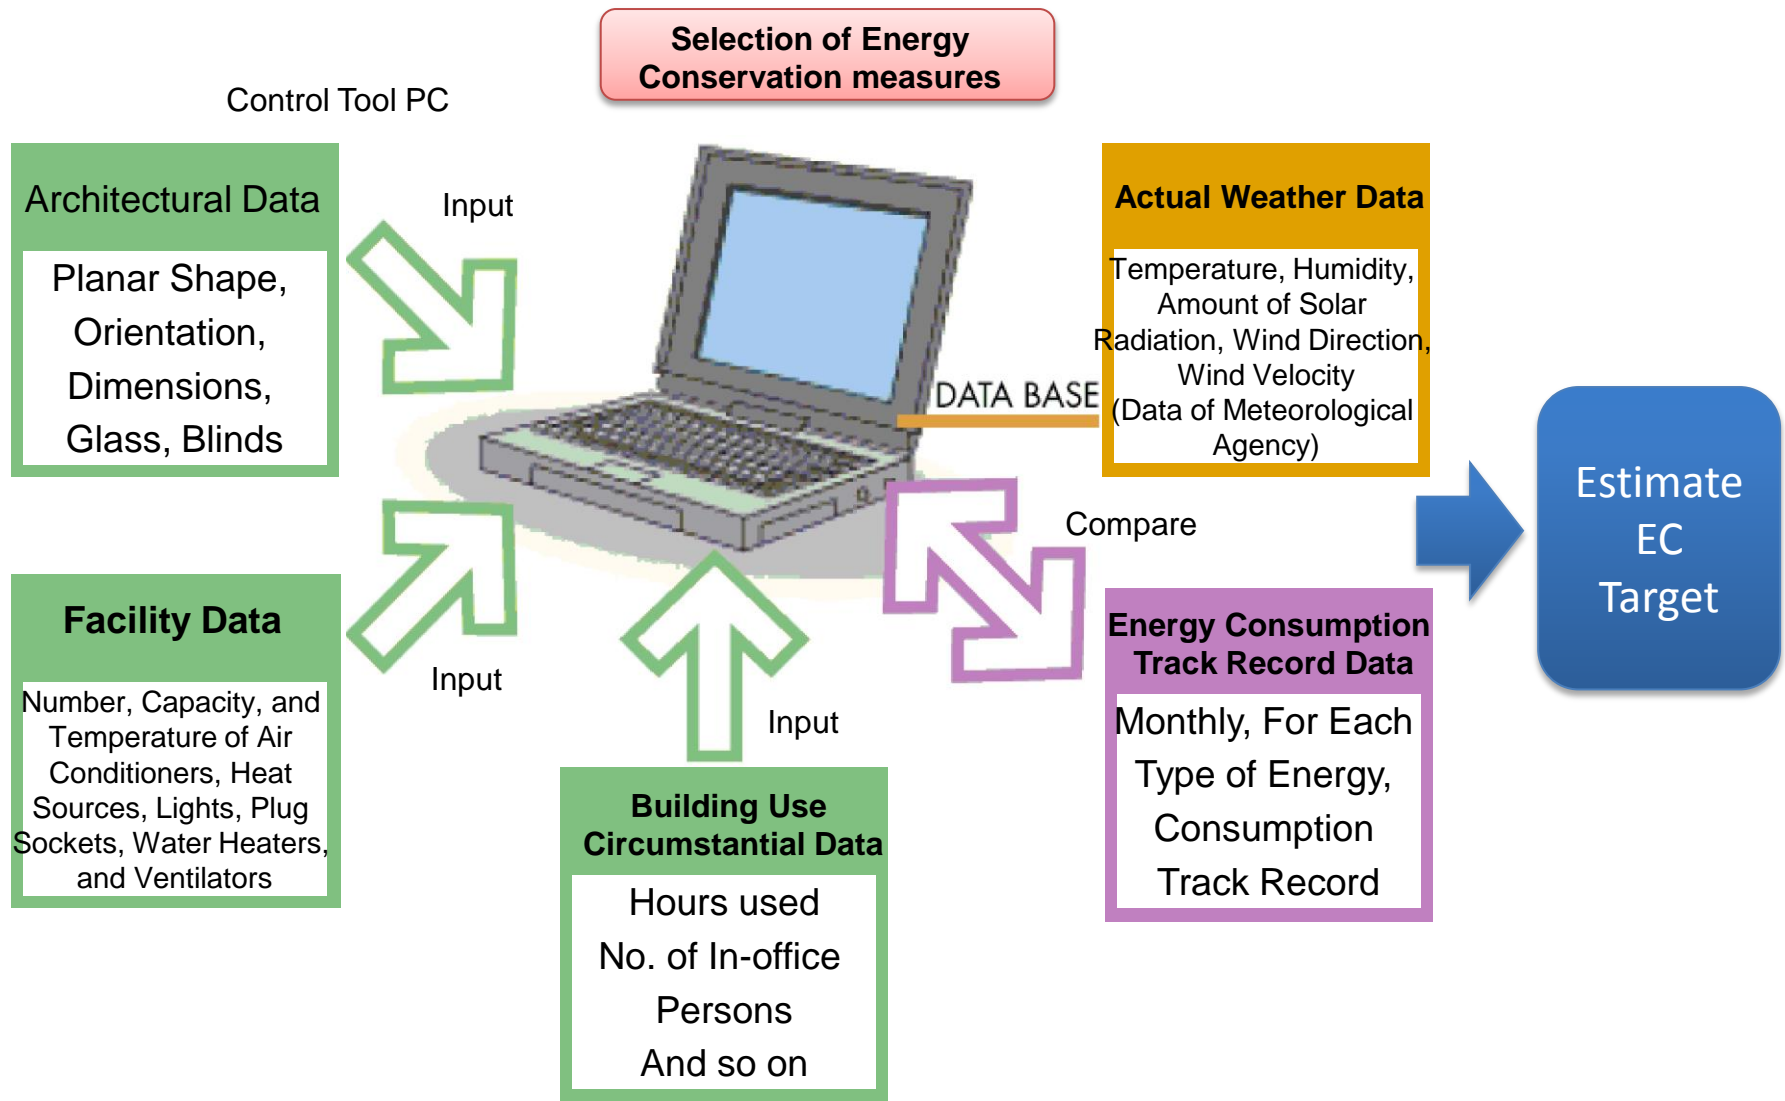 Selection of Energy
Conservation measures
Control Tool PC
Architectural Data
Planar Shape,
Orientation,
Dimensions,
Glass, Blinds
Input
Actual Weather Data
Temperature, Humidity,
Amount of Solar
Radiation, Wind Direction,
Wind Velocity
(Data of Meteorological
Agency)
DATA BASE
Compare
Estimate
EC
Target
Facility Data
Number, Capacity, and
Temperature of Air
Conditioners, Heat
Sources, Lights, Plug
Sockets, Water Heaters,
and Ventilators
Input
Input
Building Use
Circumstantial Data
Hours used
No. of In-office
Persons
And so on
Energy Consumption
Track Record Data
Monthly, For Each
Type of Energy,
Consumption
Track Record